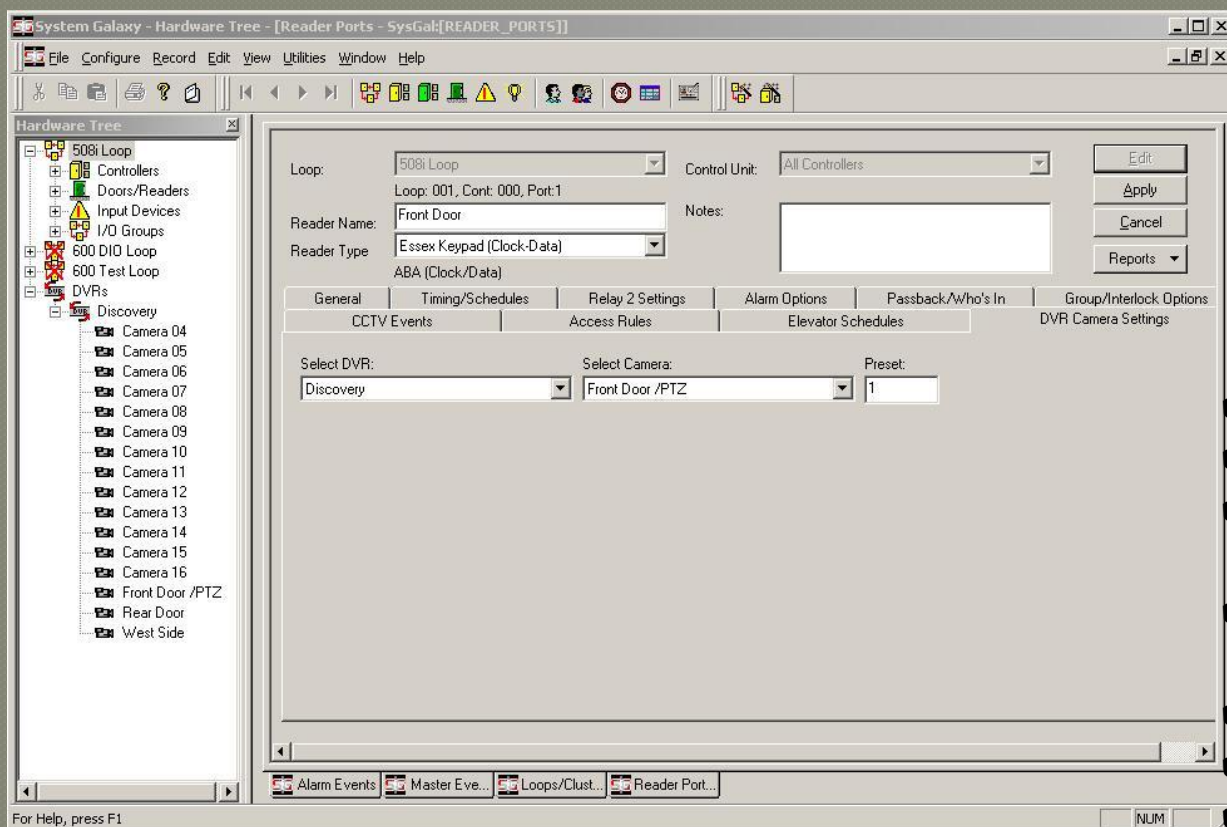 System Galaxy - Hardware Tree - [Reader Ports - SysGal:[READER_PORTS]]
File Configure Record Edit View Utilities Window Help
Hardware Tree
508i Loop
Controllers
Doors/Readers
Input Devices
I/O Groups
600 DIO Loop
600 Test Loop
DVRs
Discovery
Camera 04
Camera 05
Camera 06
Camera 07
Camera 08
Camera 09
Camera 10
Camera 11
Camera 12
Camera 13
Camera 14
Camera 15
Camera 16
Front Door /PTZ
Rear Door
West Side
Loop: 508i Loop Control Unit: All Controllers Edit
Loop: 001, Cont: 000, Port:1 Apply
Reader Name: Front Door Notes: Cancel
Reader Type Essex Keypad (Clock-Data) Reports
ABA (Clock/Data)
General Timing/Schedules Relay 2 Settings Alarm Options Passback/Who's In Group/Interlock Options
CCTV Events Access Rules Elevator Schedules DVR Camera Settings
Select DVR: Select Camera: Preset:
Discovery Front Door /PTZ 1
SG Alarm Events SG Master Eve... SG Loops/Clust... SG Reader Port...
For Help, press F1 NUM